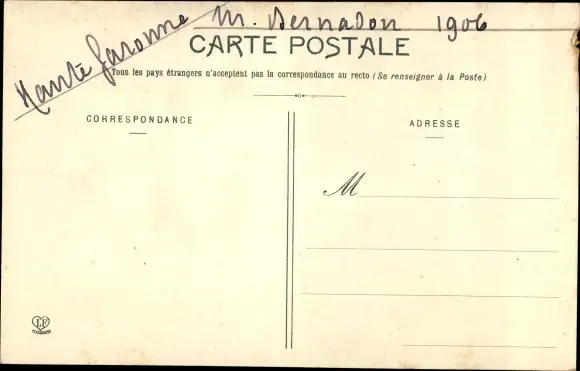 Haute Garonne
M. Bernadon 1906
CARTE POSTALE
Tous les pays étrangers n'acceptent pas la correspondance au recto (Se renseigner à la Poste)
CORRESPONDANCE
ADRESSE
M